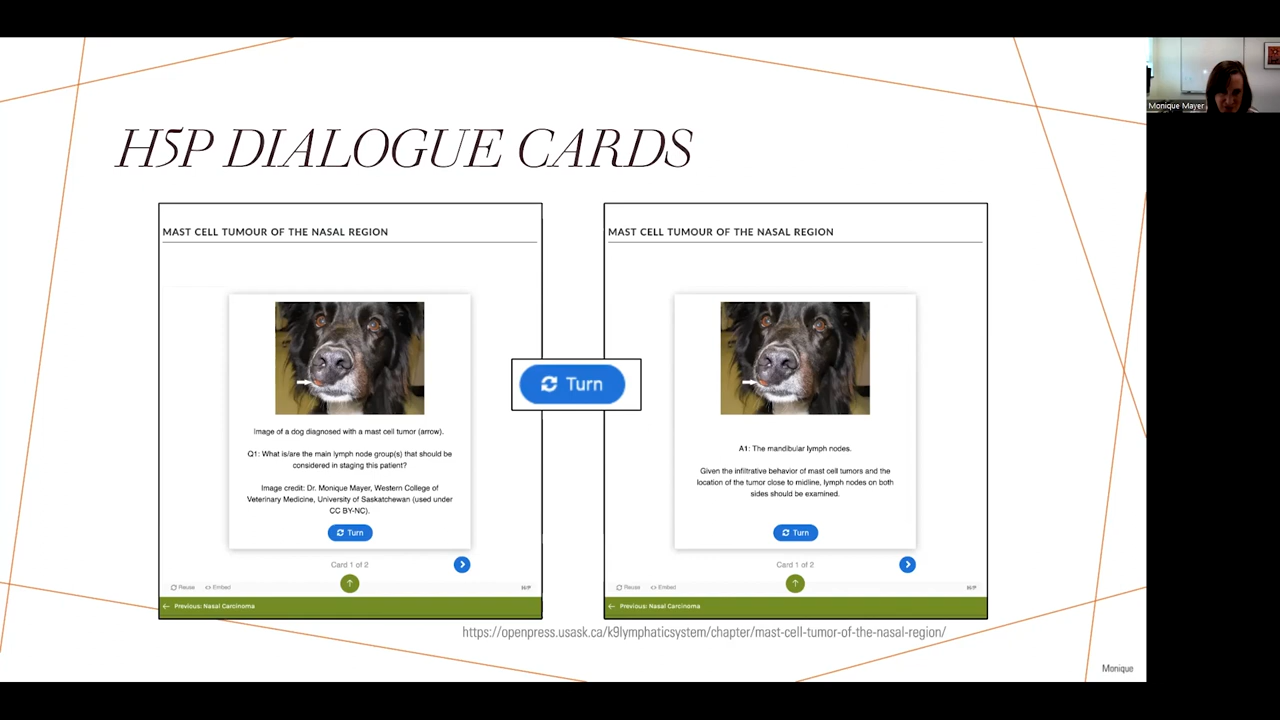 Monique Mayer
H5P DIALOGUE CARDS
MAST CELL TUMOUR OF THE NASAL REGION
Image of a dog diagnosed with a mast cell tumor (arrow).
Q1: What is/are the main lymph node group(s) that should be
considered in staging this patient?
Image credit: Dr. Monique Mayer, Western College of
Veterinary Medicine, University of Saskatchewan (used under
CC BY-NC).
Turn
Card 1 of 2
Reuse <> Embed H5P
Previous: Nasal Carcinoma
Turn
MAST CELL TUMOUR OF THE NASAL REGION
A1: The mandibular lymph nodes.
Given the infiltrative behavior of mast cell tumors and the
location of the tumor close to midline, lymph nodes on both
sides should be examined.
Turn
Card 1 of 2
Reuse <> Embed H5P
Previous: Nasal Carcinoma
https://openpress.usask.ca/k9lymphaticsystem/chapter/mast-cell-tumor-of-the-nasal-region/
Monique